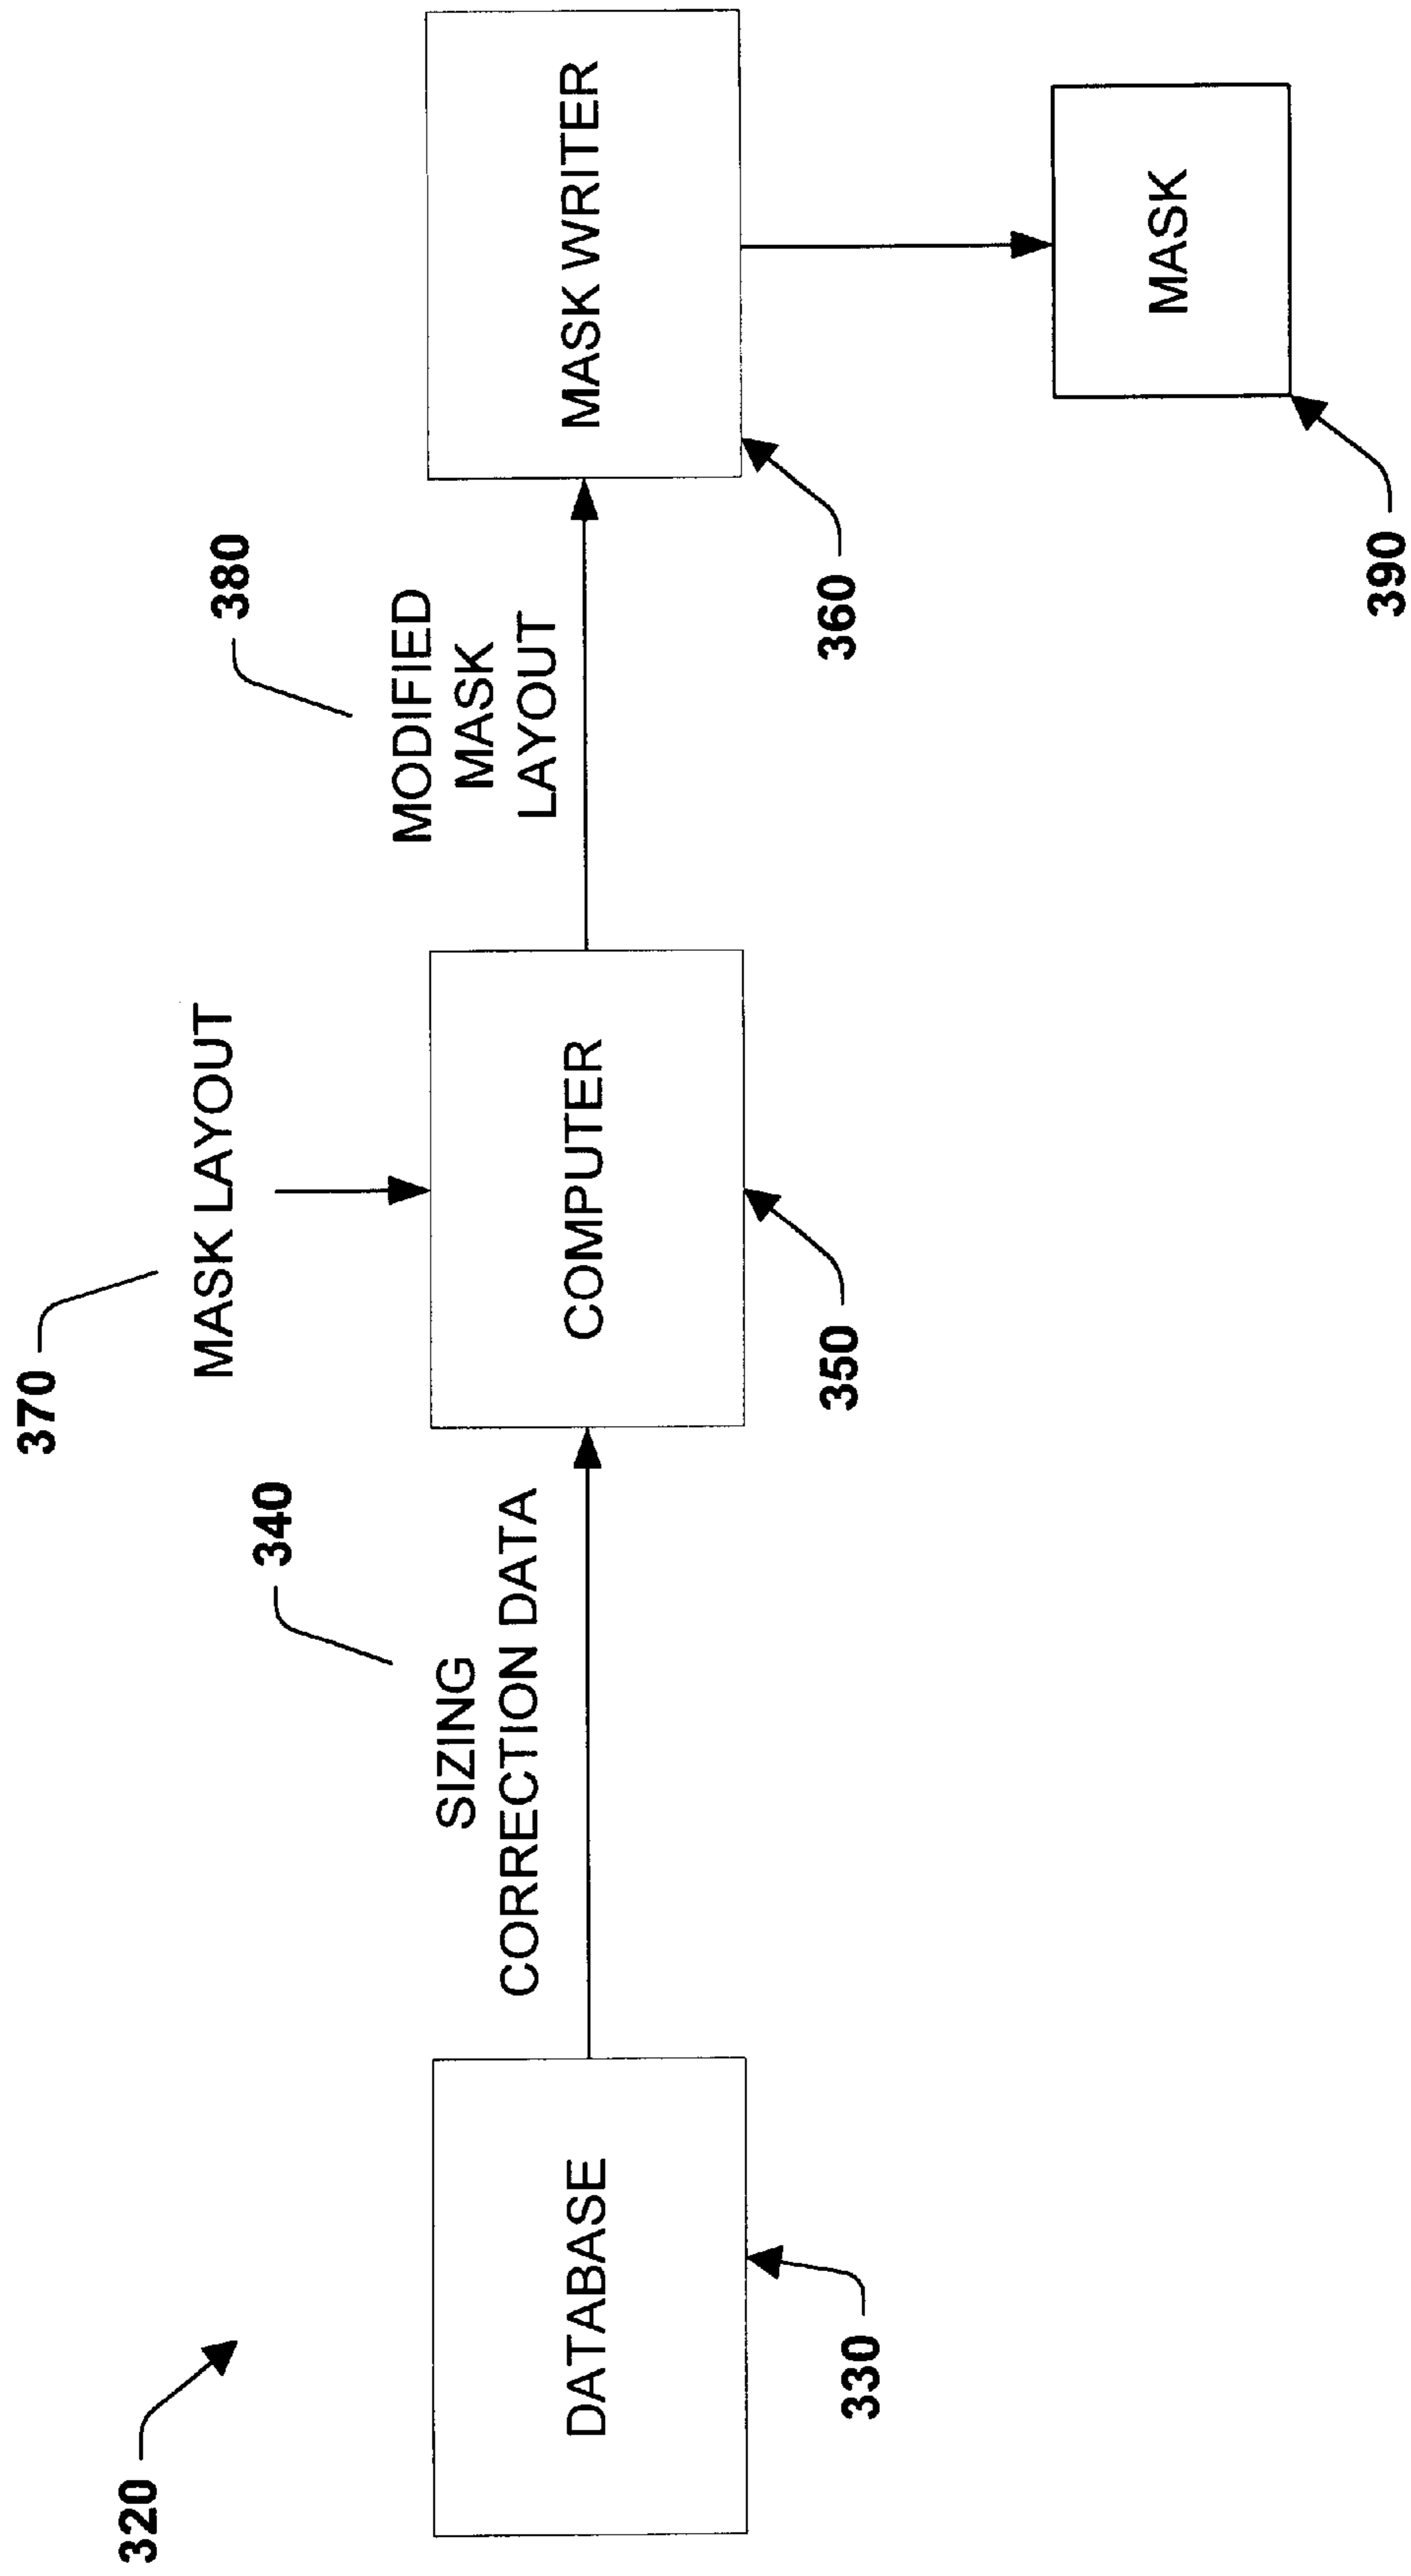 320
DATABASE
330
340
SIZING
CORRECTION DATA
370
MASK LAYOUT
COMPUTER
350
380
MODIFIED
MASK
LAYOUT
MASK WRITER
360
MASK
390